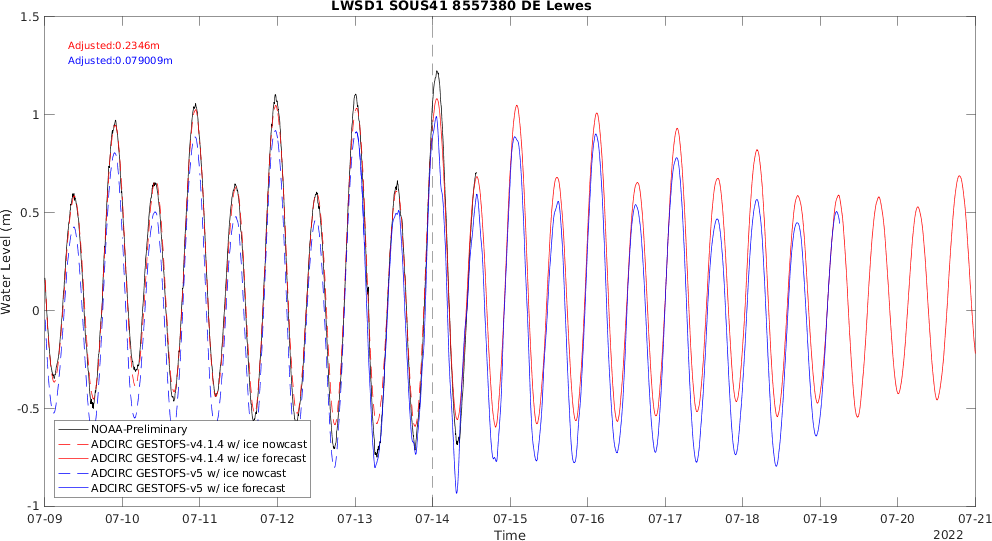 LWSD1 SOUS41 8557380 DE Lewes
Adjusted:0.2346m
Adjusted:0.079009m
1.5
1
0.5
0
-0.5
-1
Water Level (m)
NOAA-Preliminary
ADCIRC GESTOFS-v4.1.4 w/ ice nowcast
ADCIRC GESTOFS-v4.1.4 w/ ice forecast
ADCIRC GESTOFS-v5 w/ ice nowcast
ADCIRC GESTOFS-v5 w/ ice forecast
07-09 07-10 07-11 07-12 07-13 07-14 07-15 07-16 07-17 07-18 07-19 07-20 07-21
Time
2022